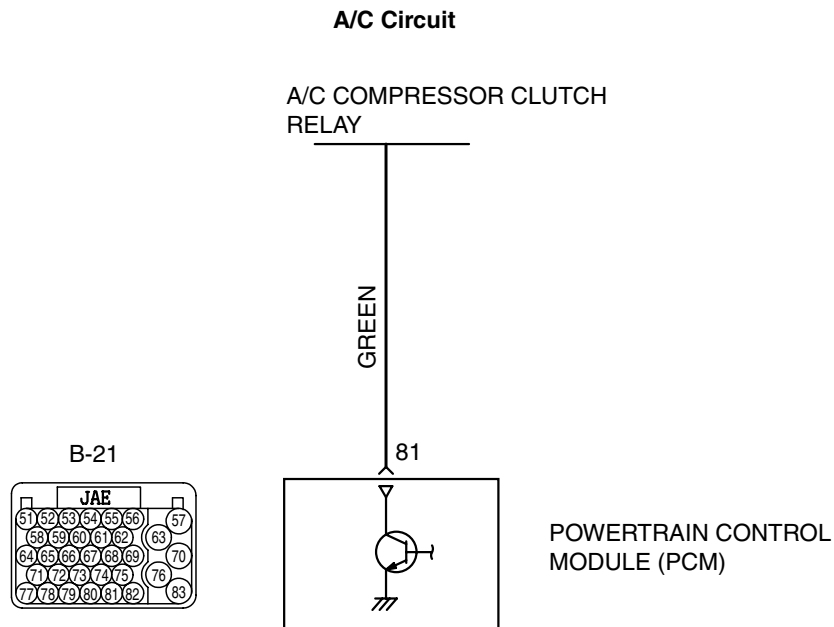 A/C Circuit
A/C COMPRESSOR CLUTCH
RELAY
GREEN
81
B-21
JAE
51 52 53 54 55 56 57
58 59 60 61 62 63
64 65 66 67 68 69 70
71 72 73 74 75 76
77 78 79 80 81 82 83
POWERTRAIN CONTROL
MODULE (PCM)